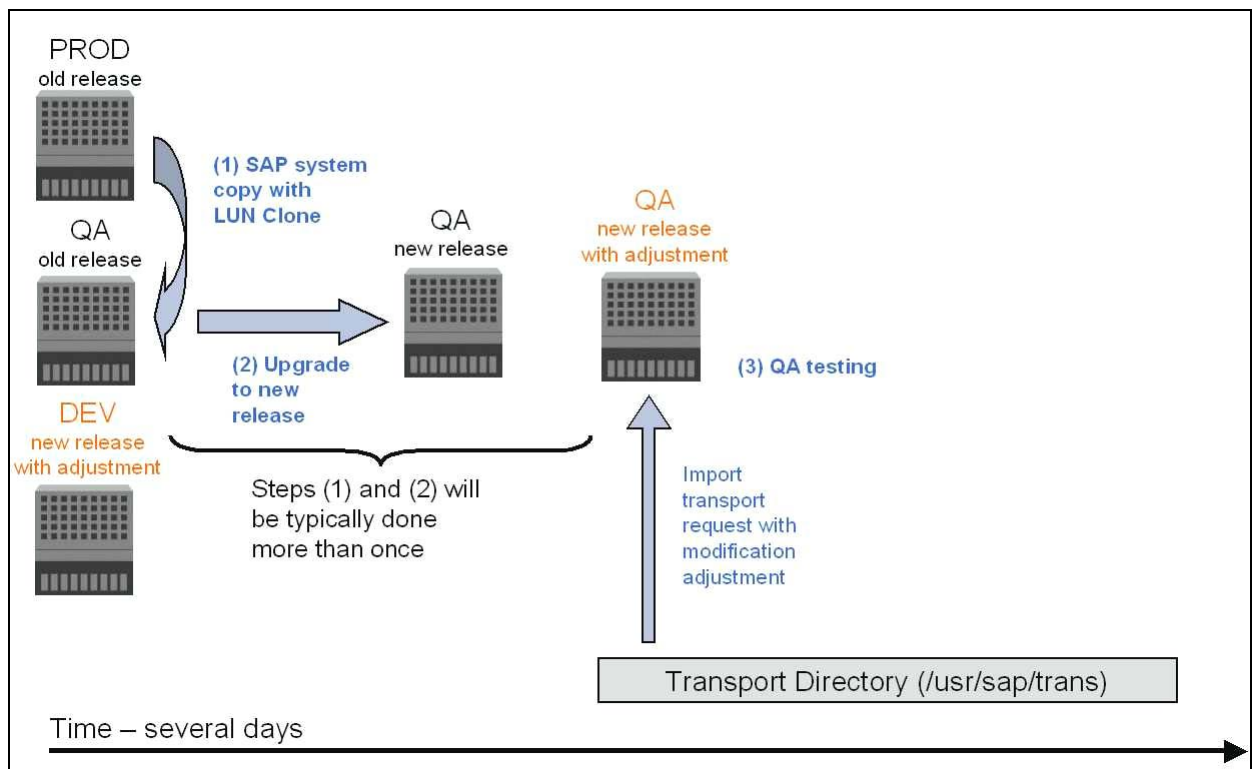 PROD
old release
(1) SAP system
copy with
LUN Clone
QA
old release
QA
new release
QA
new release
with adjustment
(2) Upgrade
to new
release
(3) QA testing
DEV
new release
with adjustment
Steps (1) and (2) will
be typically done
more than once
Import
transport
request with
modification
adjustment
Transport Directory (/usr/sap/trans)
Time – several days